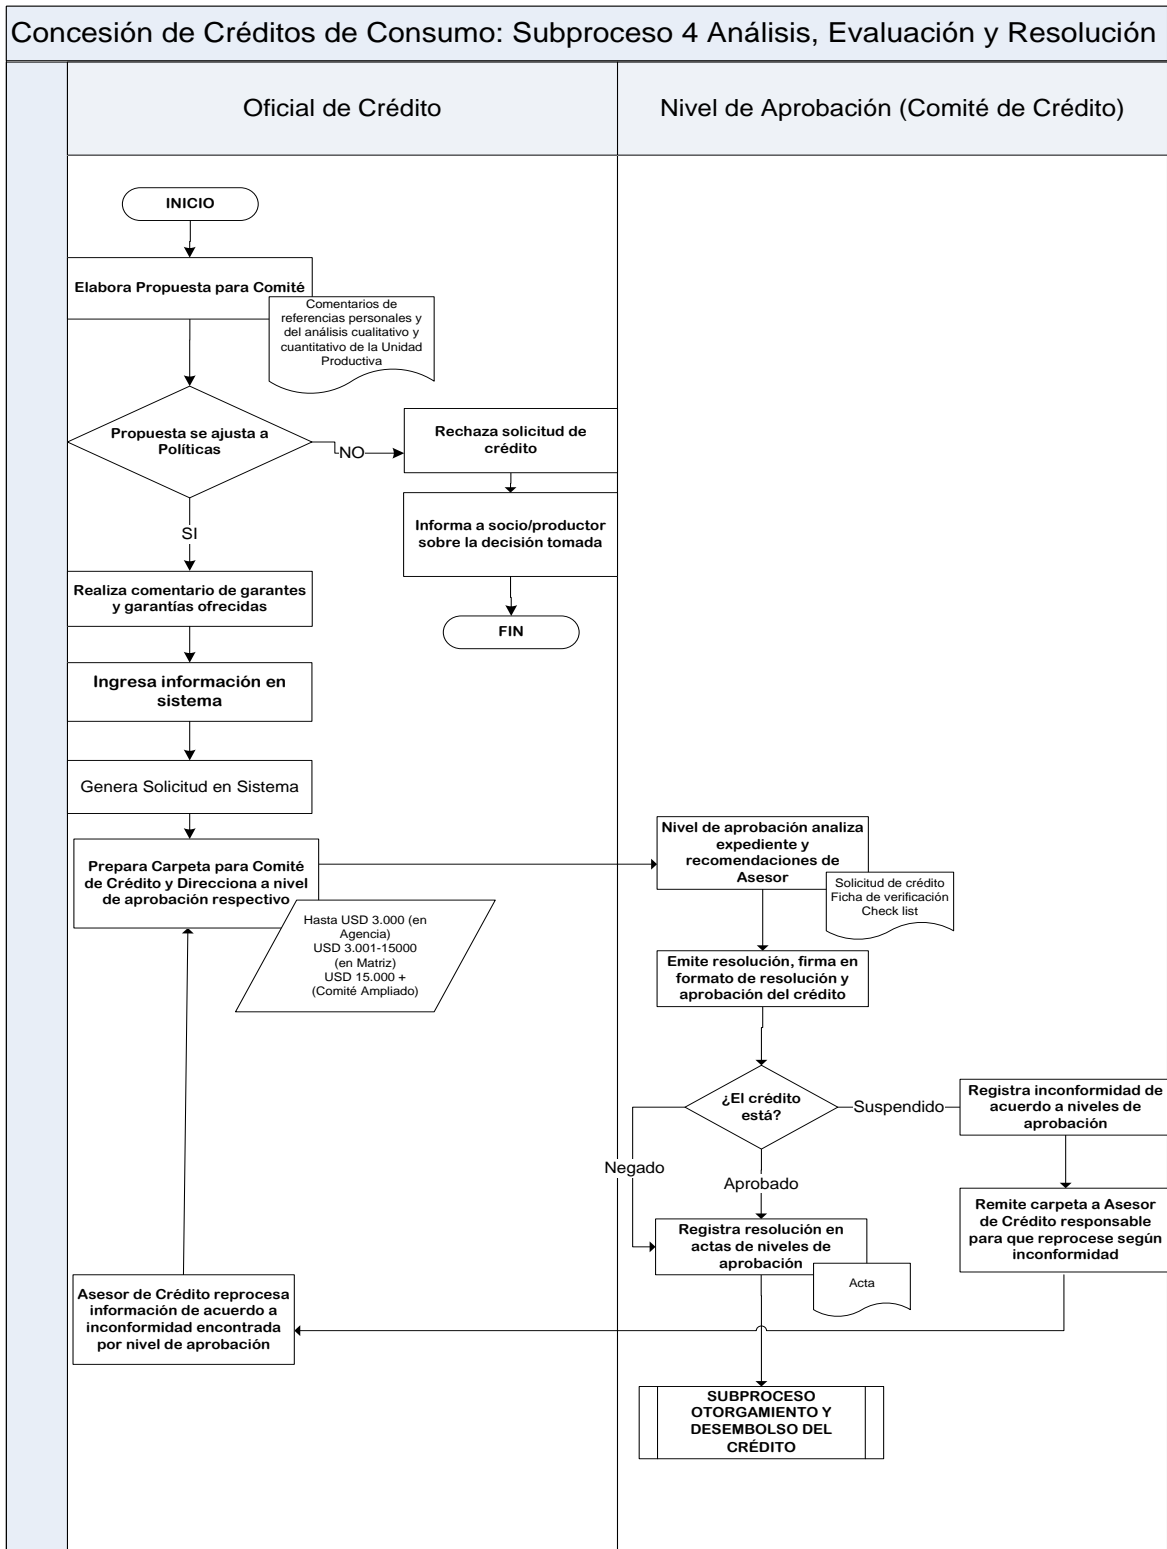 Concesión de Créditos de Consumo: Subproceso 4 Análisis, Evaluación y Resolución
Oficial de Crédito
Nivel de Aprobación (Comité de Crédito)
INICIO
Elabora Propuesta para Comité
Comentarios de
referencias personales y
del análisis cualitativo y
cuantitativo de la Unidad
Productiva
Propuesta se ajusta a
Políticas
NO
Rechaza solicitud de
crédito
Informa a socio/productor
sobre la decisión tomada
FIN
SI
Realiza comentario de garantes
y garantías ofrecidas
Ingresa información en
sistema
Genera Solicitud en Sistema
Prepara Carpeta para Comité
de Crédito y Direcciona a nivel
de aprobación respectivo
Hasta USD 3.000 (en
Agencia)
USD 3.001-15000
(en Matriz)
USD 15.000 +
(Comité Ampliado)
Nivel de aprobación analiza
expediente y
recomendaciones de
Asesor
Solicitud de crédito
Ficha de verificación
Check list
Emite resolución, firma en
formato de resolución y
aprobación del crédito
¿El crédito
está?
Suspendido
Registra inconformidad de
acuerdo a niveles de
aprobación
Negado
Aprobado
Remite carpeta a Asesor
de Crédito responsable
para que reprocese según
inconformidad
Registra resolución en
actas de niveles de
aprobación
Acta
Asesor de Crédito reprocesa
información de acuerdo a
inconformidad encontrada
por nivel de aprobación
SUBPROCESO
OTORGAMIENTO Y
DESEMBOLSO DEL
CRÉDITO